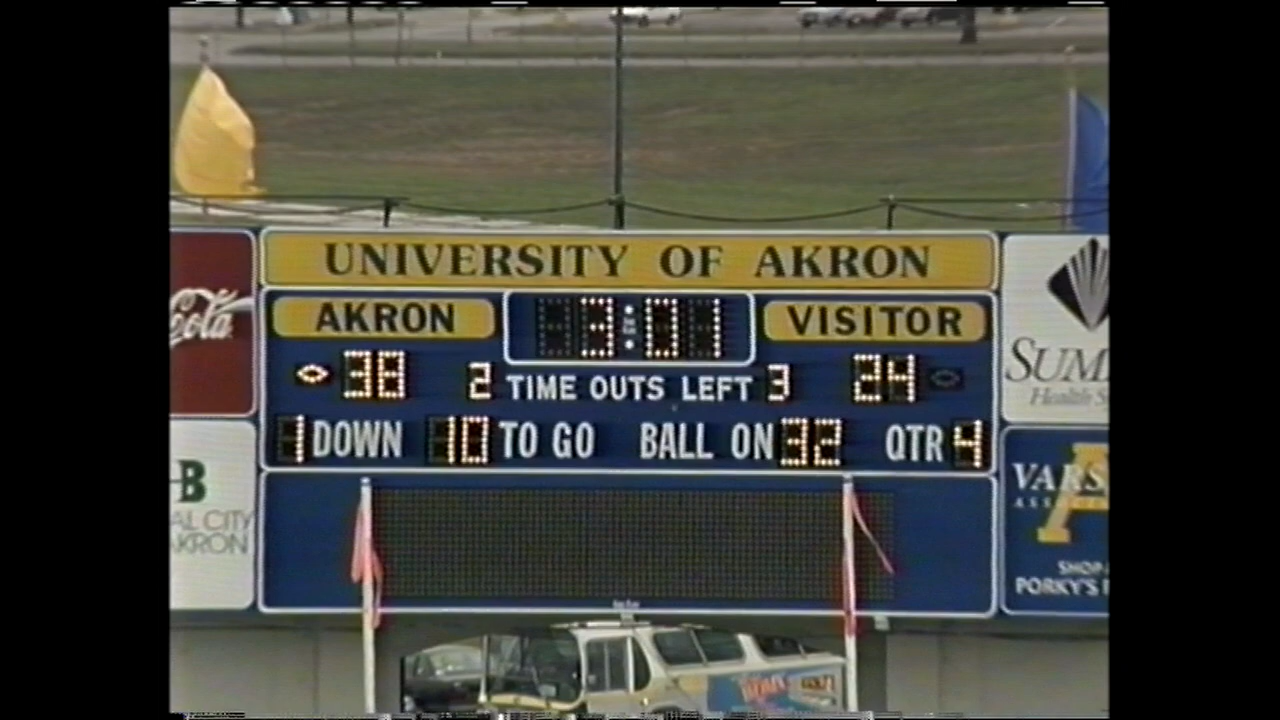 UNIVERSITY OF AKRON
AKRON 3:01 VISITOR
38 2 TIME OUTS LEFT 3 24
1 DOWN 10 TO GO BALL ON 32 QTR 4
Cola
SUM
Health S
B
AL CITY
AKRON
VARS
A
SHOP
PORKY'S